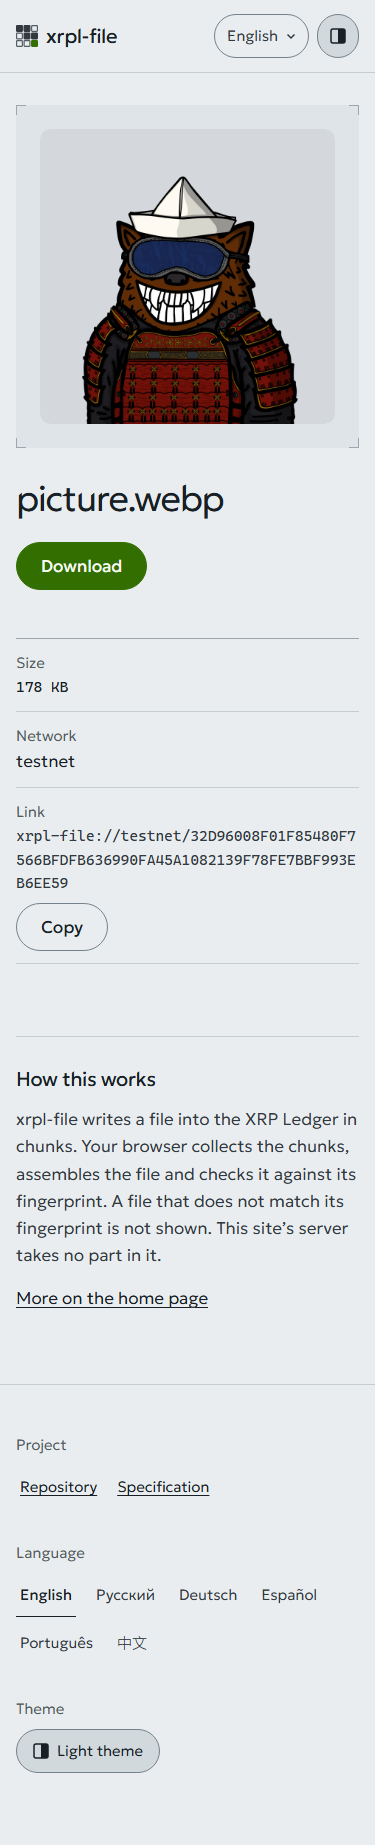 xrpl-file
English
picture.webp
Download
Size
178 KB
Network
testnet
Link
xrpl-file://testnet/32D96008F01F85480F7
566BFDFB636990FA45A1082139F78FE7BBF993E
B6EE59
Copy
How this works
xrpl-file writes a file into the XRP Ledger in
chunks. Your browser collects the chunks,
assembles the file and checks it against its
fingerprint. A file that does not match its
fingerprint is not shown. This site’s server
takes no part in it.
More on the home page
Project
Repository Specification
Language
English Русский Deutsch Español
Português 中文
Theme
Light theme